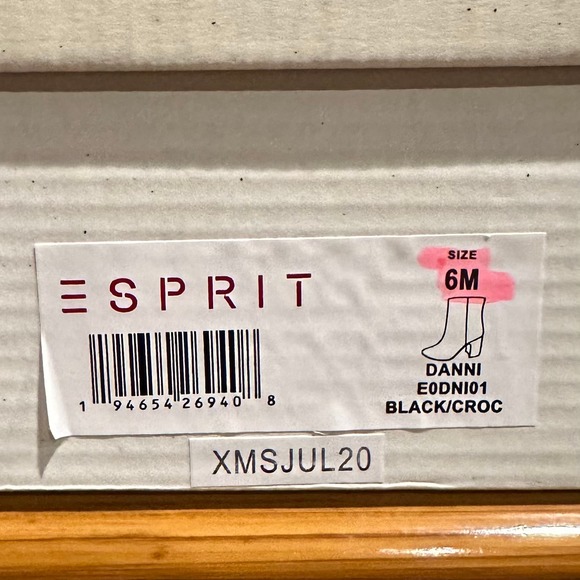 ESPRIT
1 94654 26940 8
SIZE
6M
DANNI
E0DNI01
BLACK/CROC
XMSJUL20